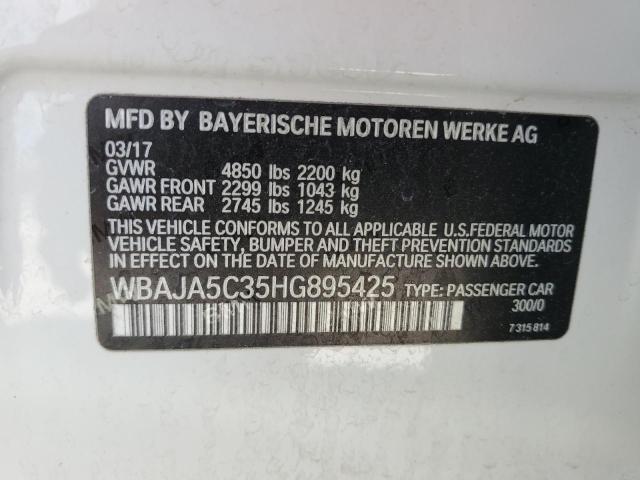 MFD BY BAYERISCHE MOTOREN WERKE AG
03/17
GVWR 4850 lbs 2200 kg
GAWR FRONT 2299 lbs 1043 kg
GAWR REAR 2745 lbs 1245 kg
THIS VEHICLE CONFORMS TO ALL APPLICABLE U.S.FEDERAL MOTOR
VEHICLE SAFETY, BUMPER AND THEFT PREVENTION STANDARDS
IN EFFECT ON THE DATE OF MANUFACTURE SHOWN ABOVE.
WBAJA5C35HG895425 TYPE: PASSENGER CAR
300/0
7 315 814